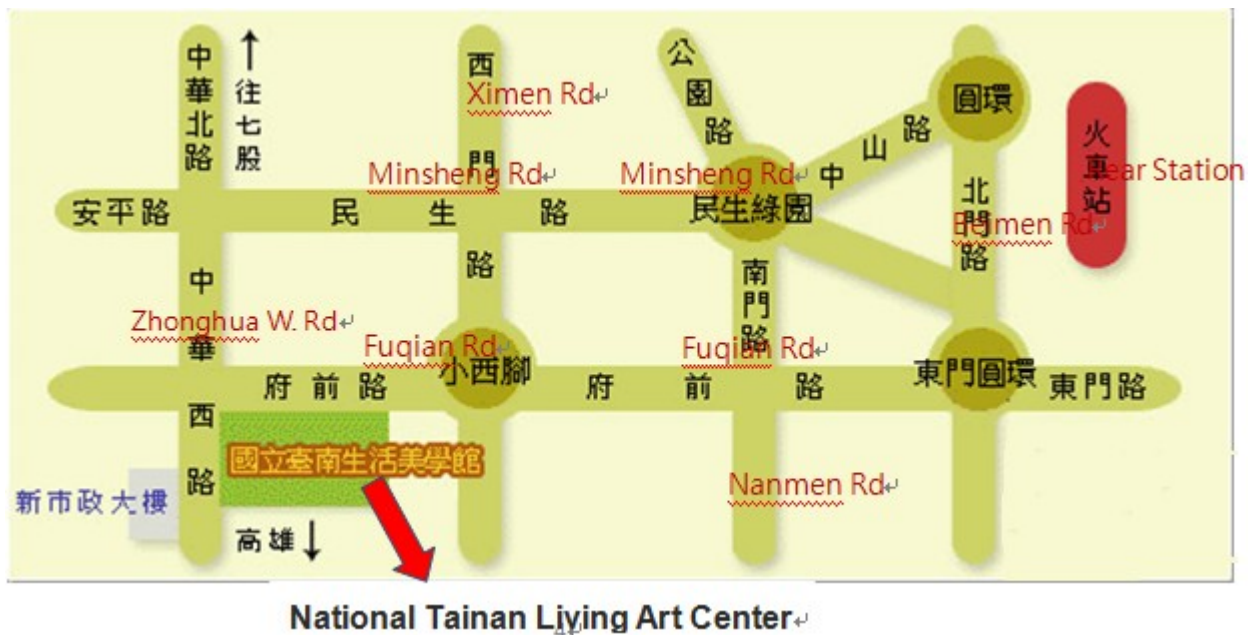 中華北路
往七股
西門路
Ximen Rd
公園路
中山路
圓環
火車站
ear Station
Minsheng Rd
Minsheng Rd
安平路
民生路
民生綠園
北門路
Beimen Rd
南門路
中華西路
Zhonghua W. Rd
Fuqian Rd
Fuqian Rd
小西腳
東門圓環
府前路
府前路
東門路
國立臺南生活美學館
新市政大樓
Nanmen Rd
高雄
National Tainan Living Art Center